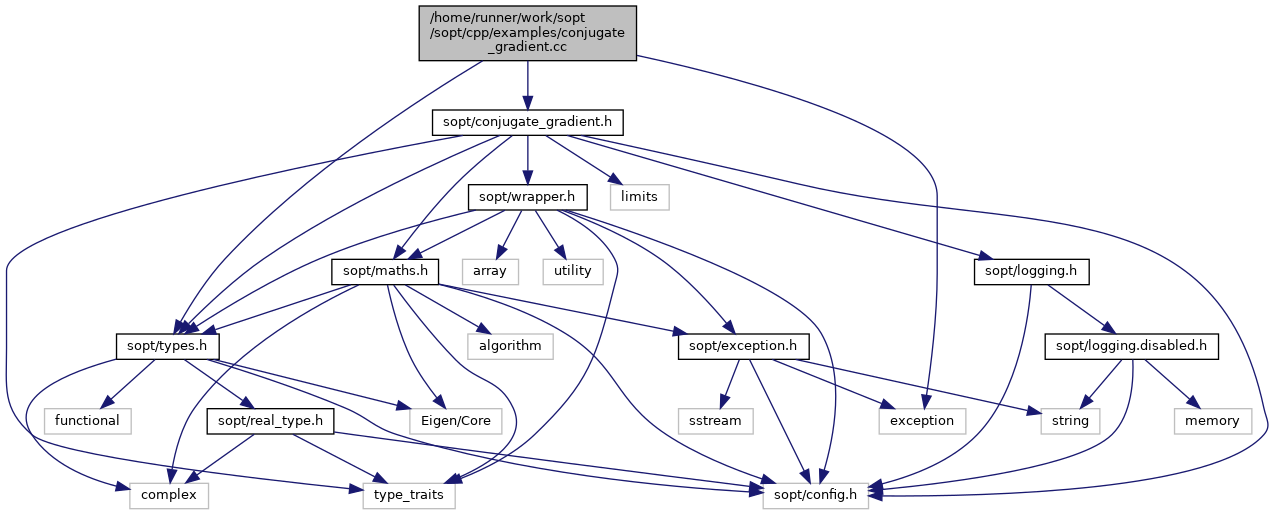 /home/runner/work/sopt
/sopt/cpp/examples/conjugate
_gradient.cc
sopt/conjugate_gradient.h
sopt/wrapper.h
limits
sopt/maths.h
array
utility
sopt/logging.h
sopt/types.h
algorithm
sopt/exception.h
sopt/logging.disabled.h
functional
sopt/real_type.h
Eigen/Core
sstream
exception
string
memory
complex
type_traits
sopt/config.h